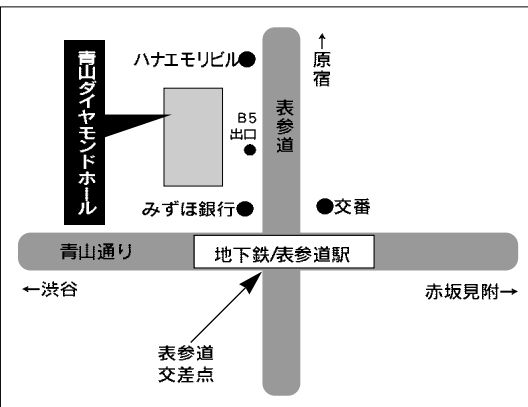 青山ダイヤモンドホール
ハナエモリビル
↑原宿
表参道
B5
出口
みずほ銀行
交番
青山通り
地下鉄/表参道駅
←渋谷
赤坂見附→
表参道
交差点